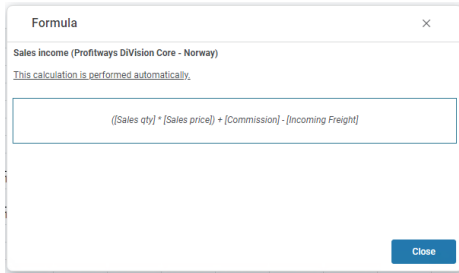 Formula
Sales income (Profitways DiVision Core - Norway)
This calculation is performed automatically.
([Sales qty] * [Sales price]) + [Commission] - [Incoming Freight]
Close